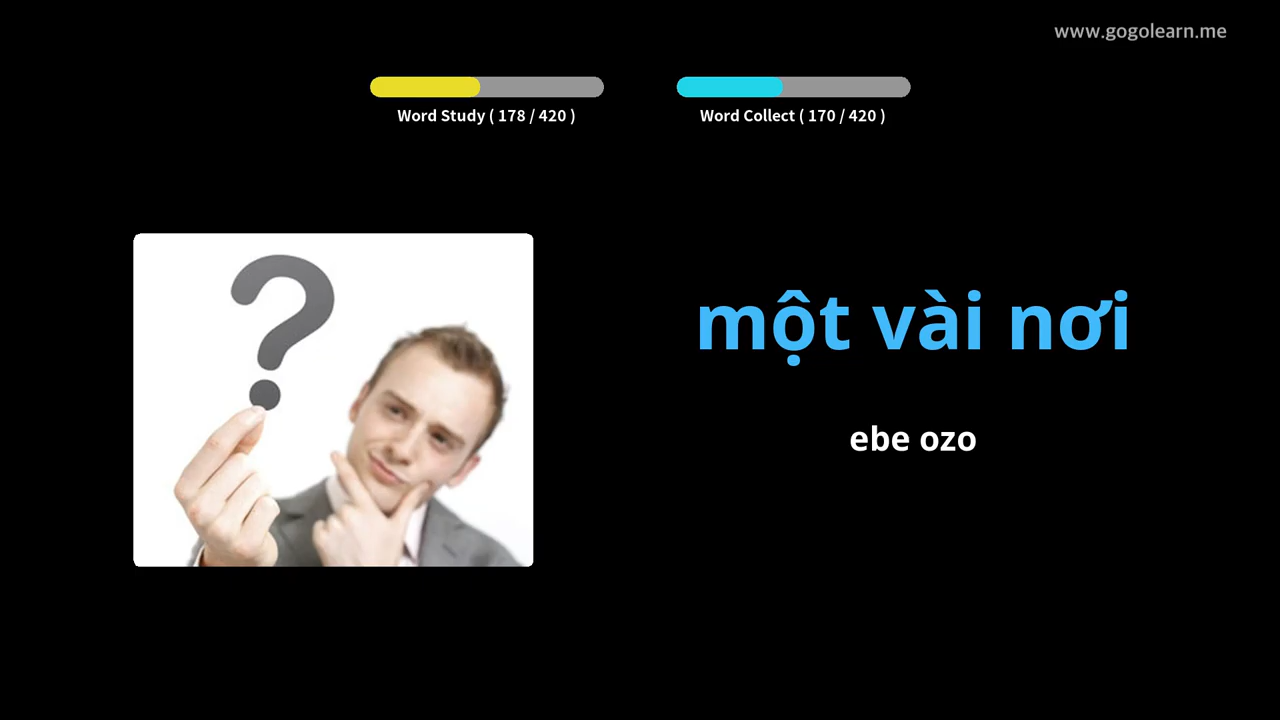 www.gogolearn.me
Word Study ( 178 / 420 )
Word Collect ( 170 / 420 )
một vài nơi
ebe ozo